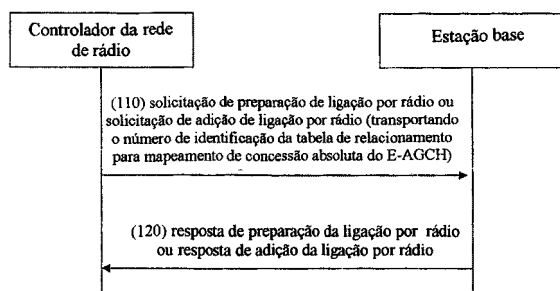 Controlador da rede
de rádio
Estação base
(110) solicitação de preparação de ligação por rádio ou
solicitação de adição de ligação por rádio (transportando
o número de identificação da tabela de relacionamento
para mapeamento de concessão absoluta do E-AGCH)
(120) resposta de preparação da ligação por rádio
ou resposta de adição da ligação por rádio